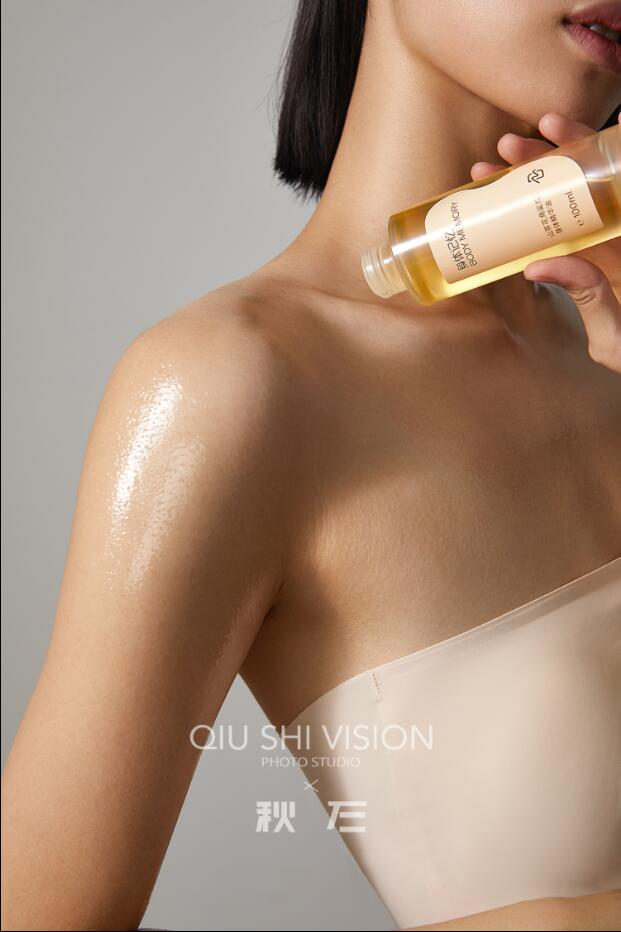 身体记忆
BODY MEMORY
e 100ml
QIU SHI VISION
PHOTO STUDIO
×
秋 石